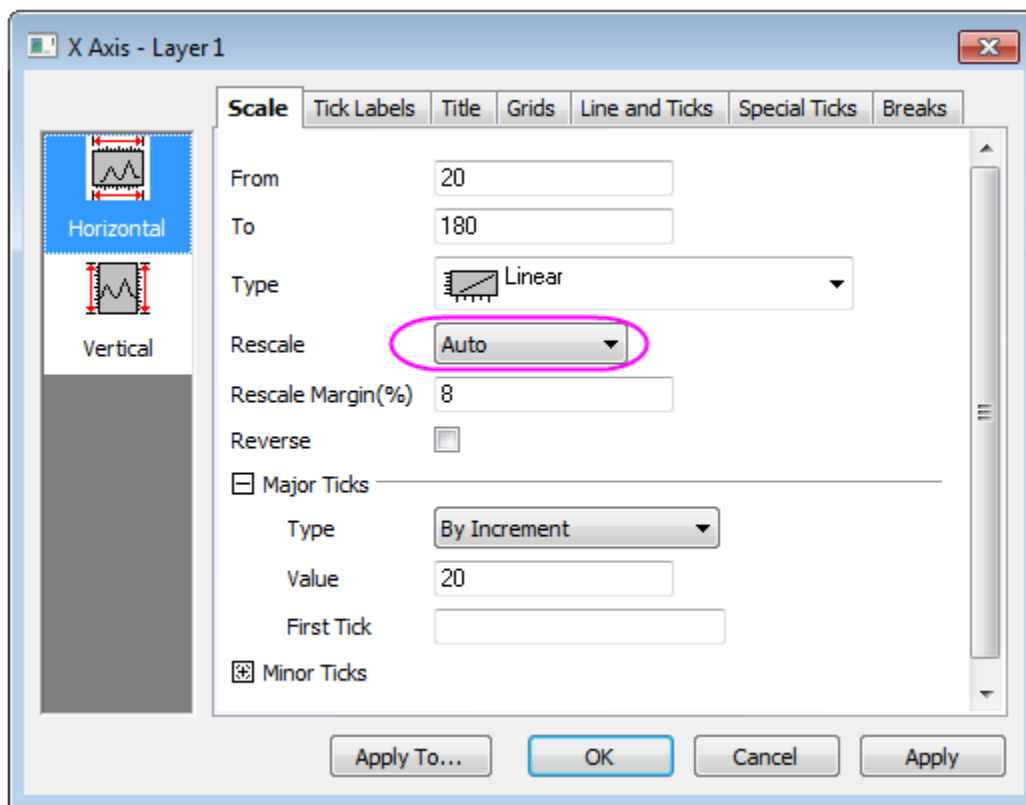 X Axis - Layer 1
Scale Tick Labels Title Grids Line and Ticks Special Ticks Breaks
Horizontal
Vertical
From 20
To 180
Type Linear
Rescale Auto
Rescale Margin(%) 8
Reverse
Major Ticks
Type By Increment
Value 20
First Tick
Minor Ticks
Apply To... OK Cancel Apply